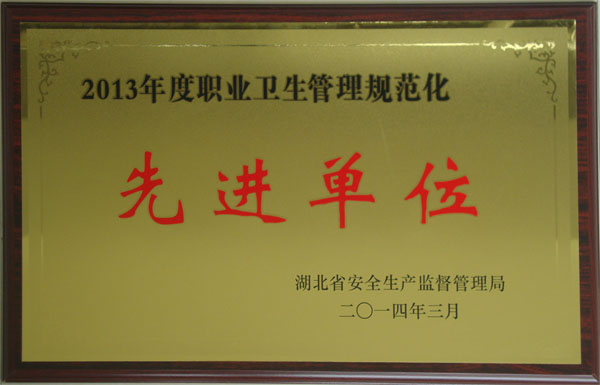 2013年度职业卫生管理规范化
先进单位
湖北省安全生产监督管理局
二〇一四年三月